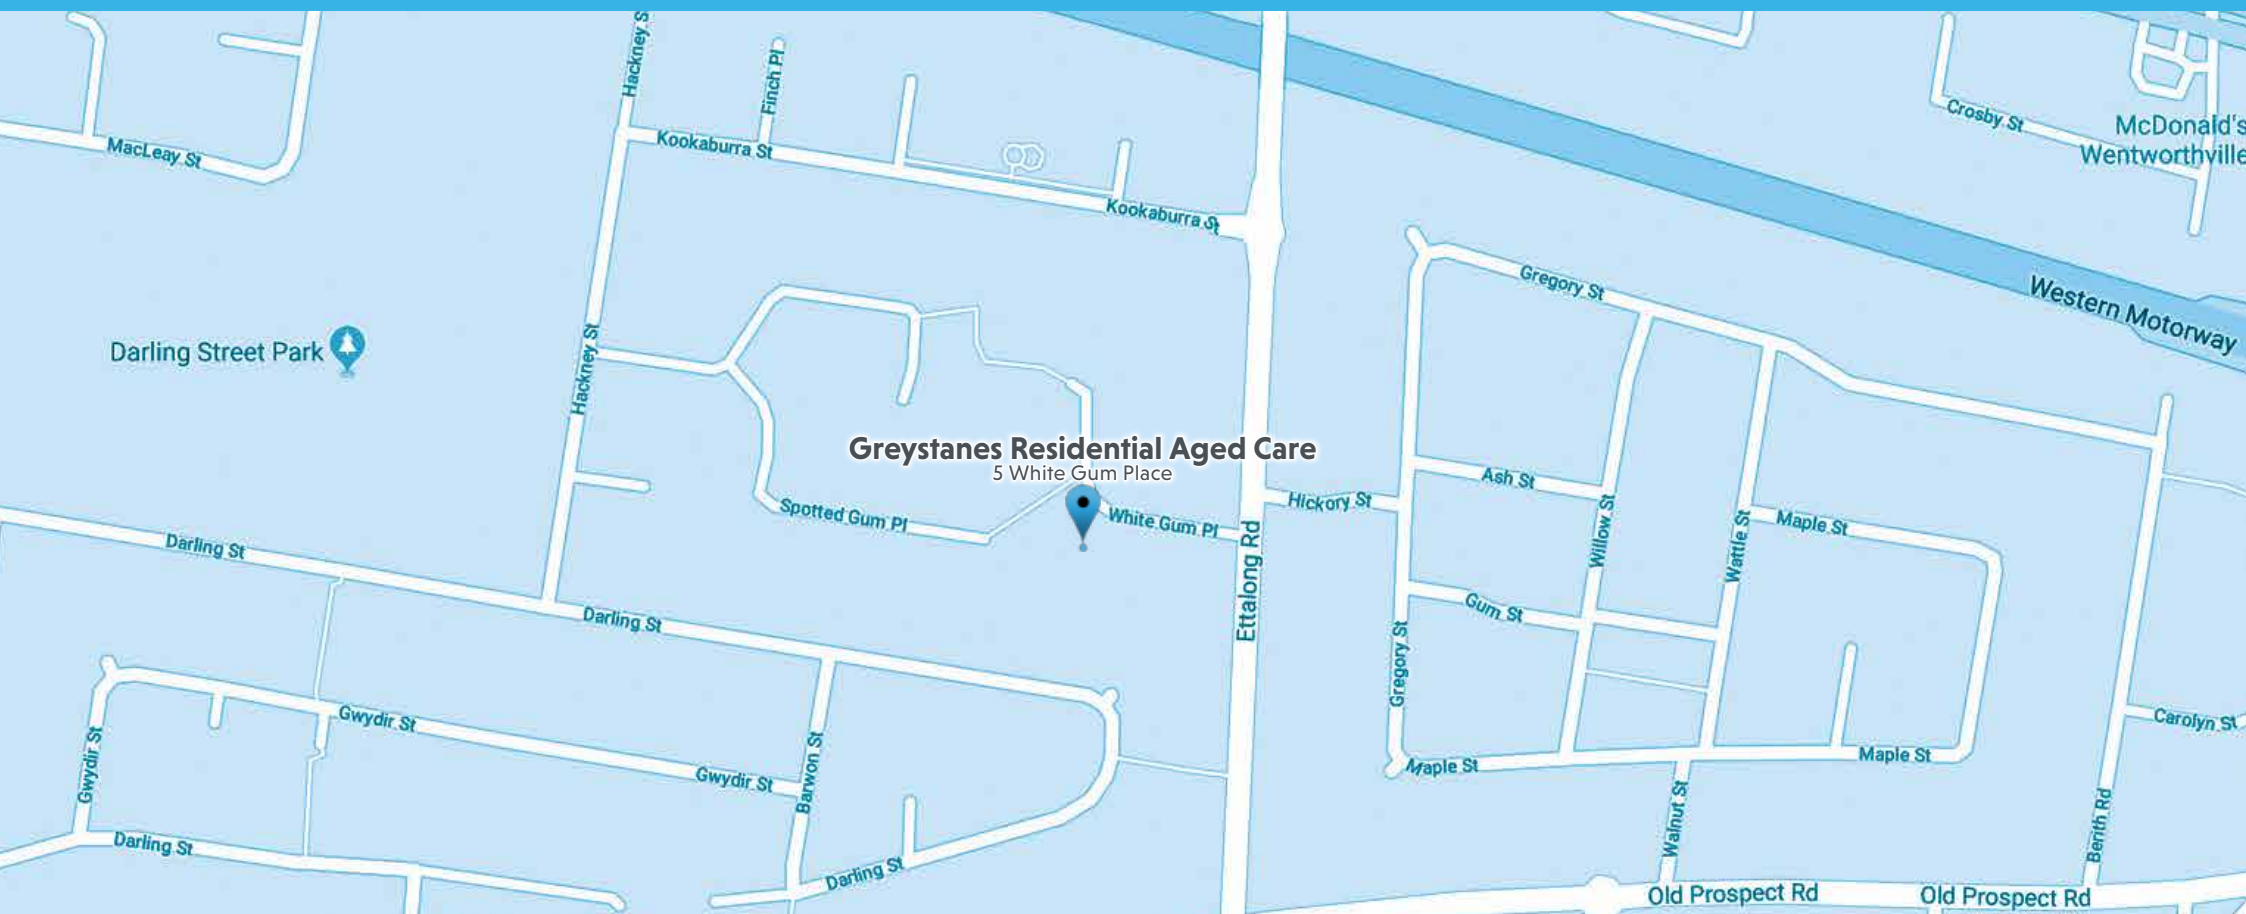 Hackney S
Finch Pl
Crosby St
McDonald's
Wentworthville
MacLeay St
Kookaburra St
Kookaburra St
Gregory St
Western Motorway
Darling Street Park
Hackney St
Greystanes Residential Aged Care
5 White Gum Place
Ash St
Hickory St
Spotted Gum Pl
White Gum Pl
Willow St
Wattle St
Maple St
Darling St
Ettalong Rd
Darling St
Gum St
Gregory St
Gwydir St
Carolyn St
Gwydir St
Gwydir St
Barwon St
Maple St
Maple St
Walnut St
Berith Rd
Darling St
Darling St
Old Prospect Rd
Old Prospect Rd